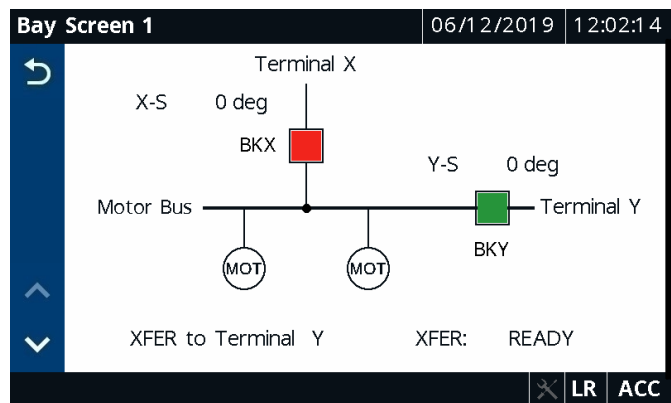 Bay Screen 1 06/12/2019 12:02:14
Terminal X
X-S 0 deg
BKX
Y-S 0 deg
Motor Bus Terminal Y
BKY
MOT MOT
XFER to Terminal Y XFER: READY
LR ACC